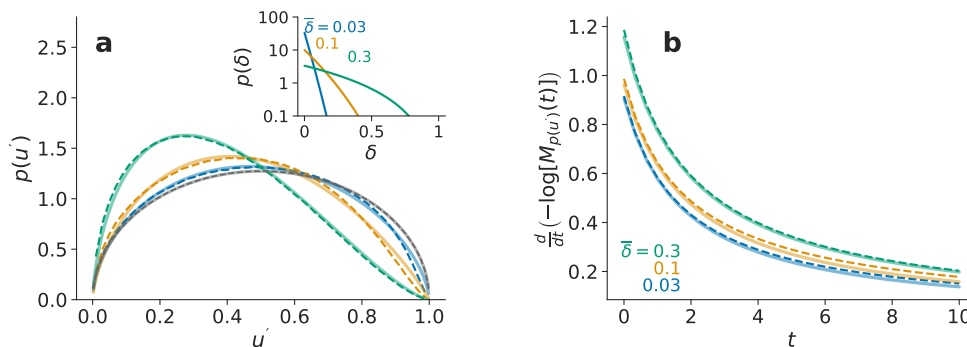 a
2.5
2.0
1.5
1.0
0.5
0.0
p(u′)
0.0 0.2 0.4 0.6 0.8 1.0
u′
100
10
1
0.1
p(δ)
δ̅ = 0.03
0.1
0.3
0 0.5 1
δ
b
1.2
1.0
0.8
0.6
0.4
0.2
d/dt(−log[M_{p(u′)}(t)])
δ̅ = 0.3
0.1
0.03
0 2 4 6 8 10
t